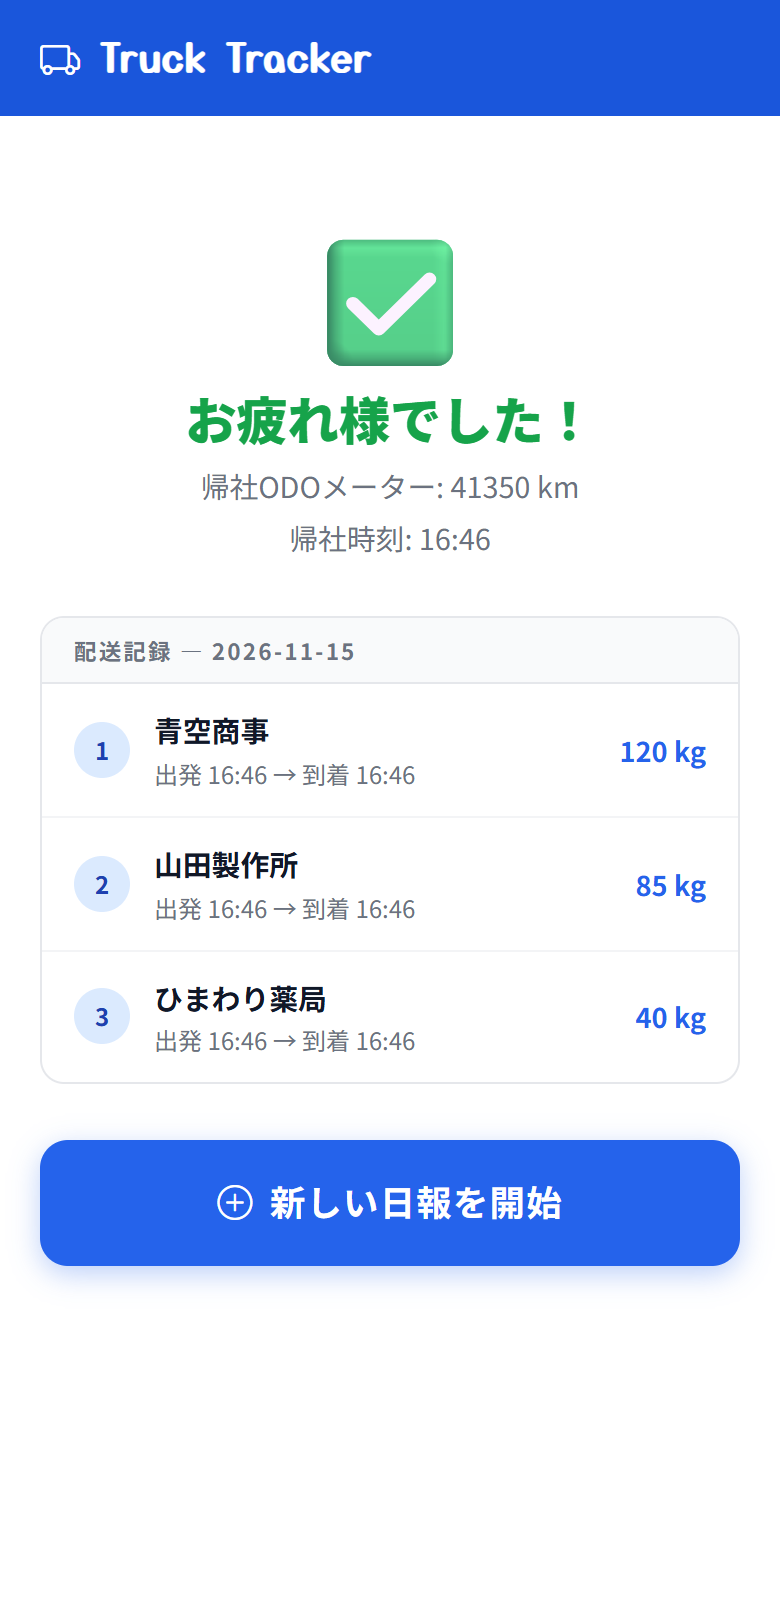 Truck Tracker
お疲れ様でした！
帰社ODOメーター: 41350 km
帰社時刻: 16:46
配送記録 — 2026-11-15
1
青空商事
出発 16:46 → 到着 16:46
120 kg
2
山田製作所
出発 16:46 → 到着 16:46
85 kg
3
ひまわり薬局
出発 16:46 → 到着 16:46
40 kg
新しい日報を開始